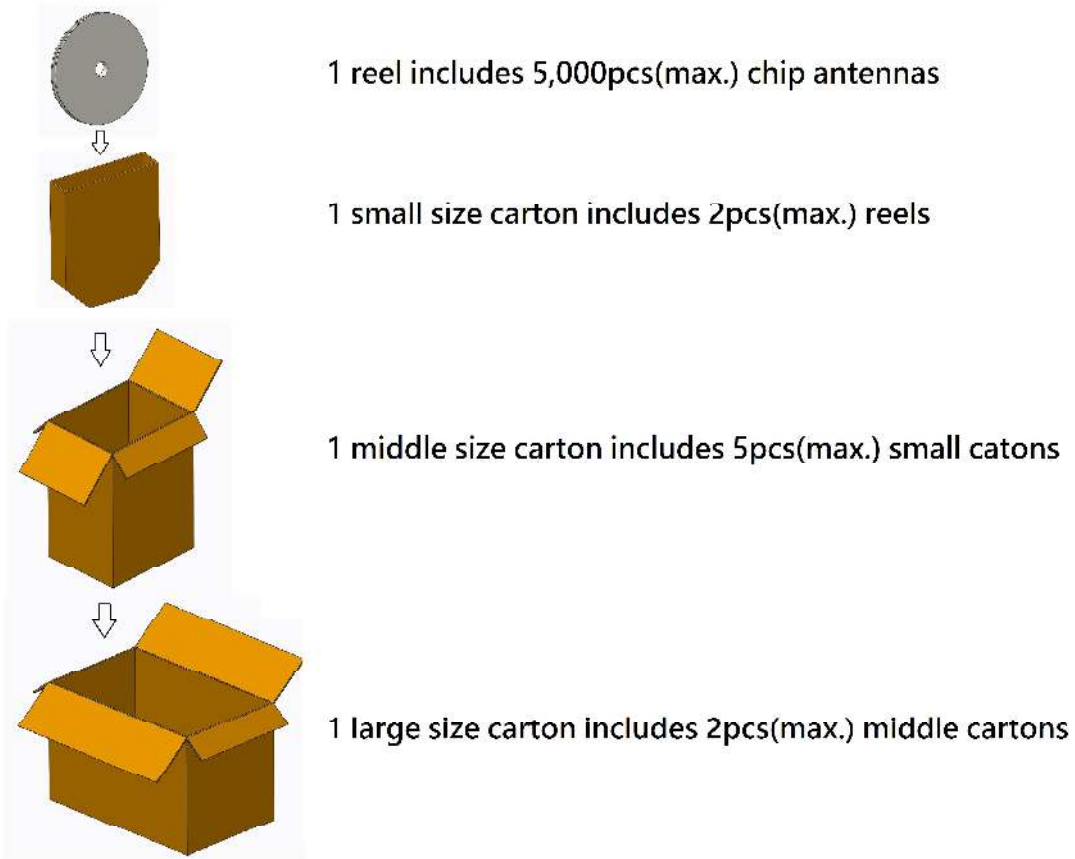 1 reel includes 5,000pcs(max.) chip antennas
1 small size carton includes 2pcs(max.) reels
1 middle size carton includes 5pcs(max.) small catons
1 large size carton includes 2pcs(max.) middle cartons